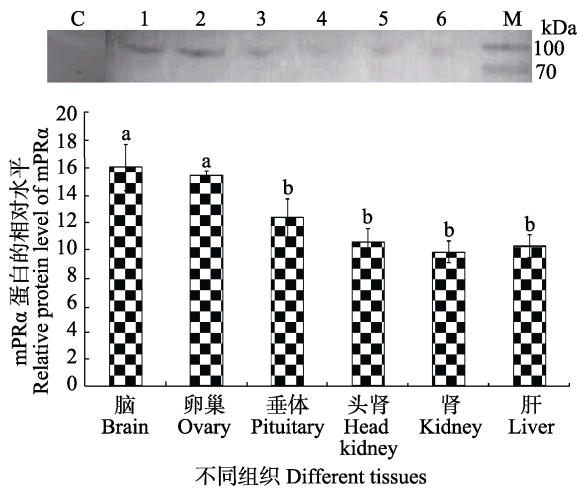 C 1 2 3 4 5 6 M kDa
100
70
mPRα 蛋白的相对水平
Relative protein level of mPRα
20
18
16
14
12
10
8
6
4
2
0
a a b b b b
脑 卵巢 垂体 头肾 肾 肝
Brain Ovary Pituitary Head kidney Kidney Liver
不同组织 Different tissues